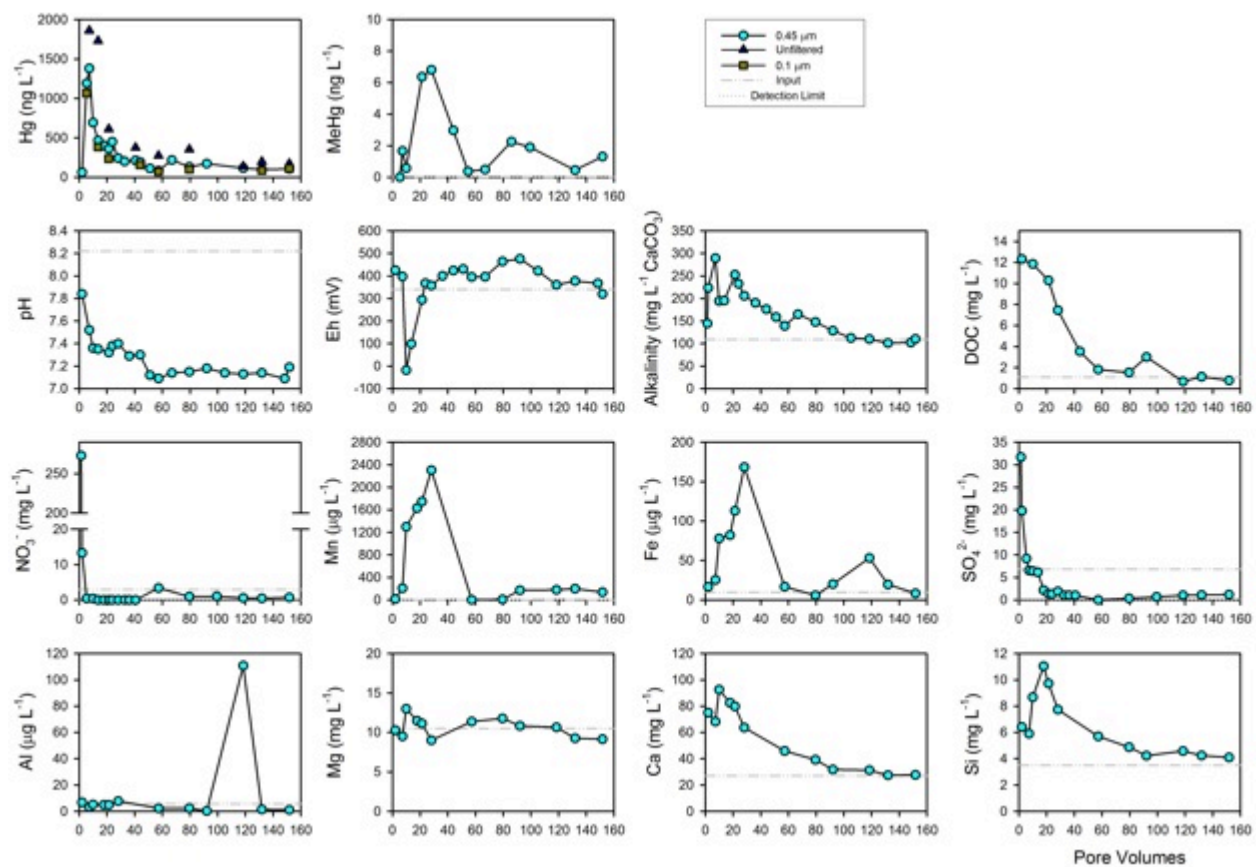 2000
1500
1000
500
0
Hg (ng L⁻¹)
0 20 40 60 80 100 120 140 160
10
8
6
4
2
0
MeHg (ng L⁻¹)
0 20 40 60 80 100 120 140 160
0.45 μm
Unfiltered
0.1 μm
Input
Detection Limit
8.4
8.2
8.0
7.8
7.6
7.4
7.2
7.0
pH
0 20 40 60 80 100 120 140 160
600
500
400
300
200
100
0
-100
Eh (mV)
0 20 40 60 80 100 120 140 160
350
300
250
200
150
100
50
0
Alkalinity (mg L⁻¹ CaCO₃)
0 20 40 60 80 100 120 140 160
14
12
10
8
6
4
2
0
DOC (mg L⁻¹)
0 20 40 60 80 100 120 140 160
250
200
20
10
0
NO₃⁻ (mg L⁻¹)
0 20 40 60 80 100 120 140 160
2800
2400
2000
1600
1200
800
400
0
Mn (μg L⁻¹)
0 20 40 60 80 100 120 140 160
200
150
100
50
0
Fe (μg L⁻¹)
0 20 40 60 80 100 120 140 160
35
30
25
20
15
10
5
0
SO₄²⁻ (mg L⁻¹)
0 20 40 60 80 100 120 140 160
120
100
80
60
40
20
0
Al (μg L⁻¹)
0 20 40 60 80 100 120 140 160
20
15
10
5
0
Mg (mg L⁻¹)
0 20 40 60 80 100 120 140 160
120
100
80
60
40
20
0
Ca (mg L⁻¹)
0 20 40 60 80 100 120 140 160
12
10
8
6
4
2
0
Si (mg L⁻¹)
0 20 40 60 80 100 120 140 160
Pore Volumes